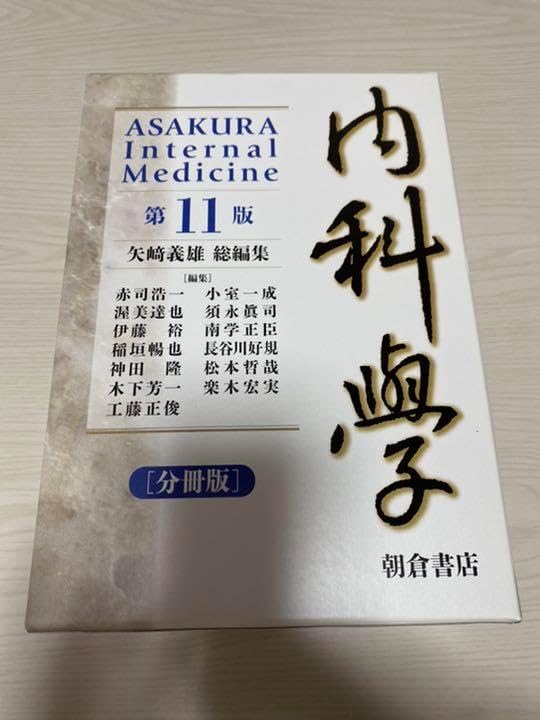 ASAKURA
Internal
Medicine
第11版
矢﨑義雄 総編集
[編集]
赤司浩一 小室一成
渥美達也 須永眞司
伊藤 裕 南学正臣
稲垣暢也 長谷川好規
神田 隆 松本哲哉
木下芳一 楽木宏実
工藤正俊
[分冊版]
内科學
朝倉書店